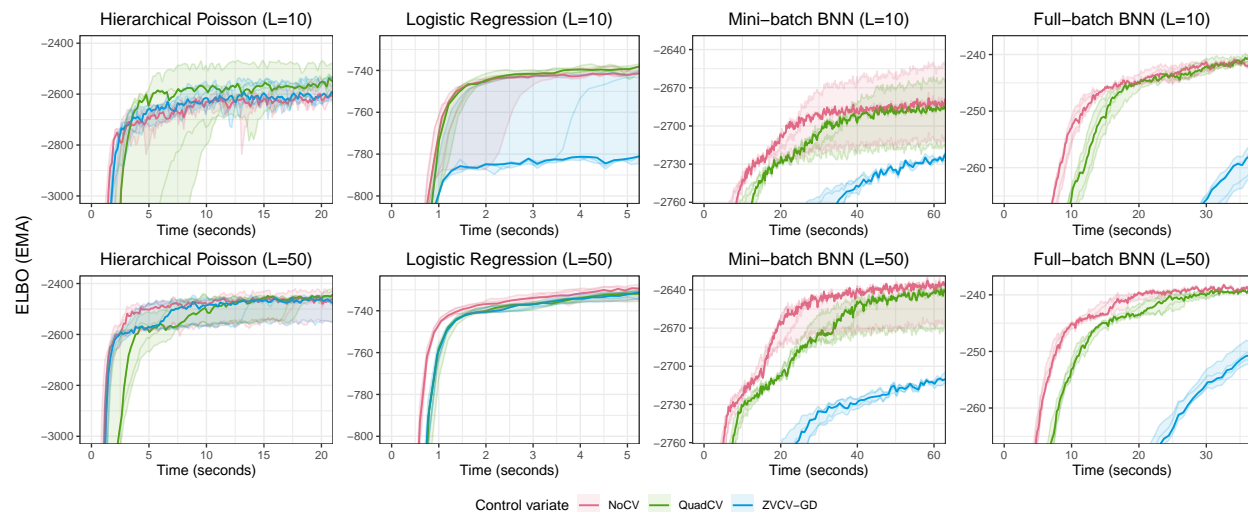 Hierarchical Poisson (L=10)
Logistic Regression (L=10)
Mini−batch BNN (L=10)
Full−batch BNN (L=10)
−2400
−2600
−2800
−3000
0 5 10 15 20
Time (seconds)
−740
−760
−780
−800
0 1 2 3 4 5
Time (seconds)
−2640
−2670
−2700
−2730
−2760
0 20 40 60
Time (seconds)
−240
−250
−260
0 10 20 30
Time (seconds)
ELBO (EMA)
Hierarchical Poisson (L=50)
Logistic Regression (L=50)
Mini−batch BNN (L=50)
Full−batch BNN (L=50)
−2400
−2600
−2800
−3000
0 5 10 15 20
Time (seconds)
−740
−760
−780
−800
0 1 2 3 4 5
Time (seconds)
−2640
−2670
−2700
−2730
−2760
0 20 40 60
Time (seconds)
−240
−250
−260
0 10 20 30
Time (seconds)
Control variate NoCV QuadCV ZVCV−GD